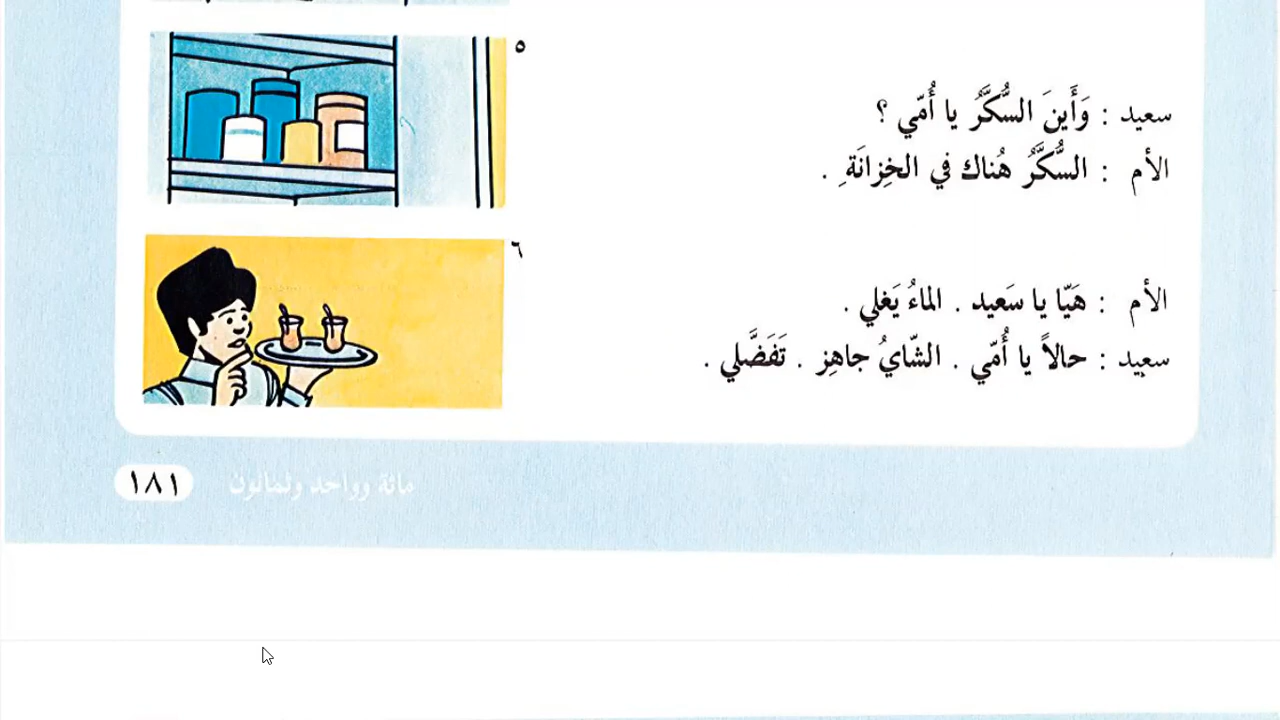 ٥
سعيد : وَأَينَ السُّكَّرُ يا أُمّي ؟
الأم : السُّكَّرُ هُناك في الخِزانَةِ .
٦
الأم : هَيّا يا سَعيد . الماءُ يَغلي .
سعيد : حالاً يا أُمّي . الشّايُ جاهِز . تَفَضَّلي .
١٨١ مائة وواحد وثمانون